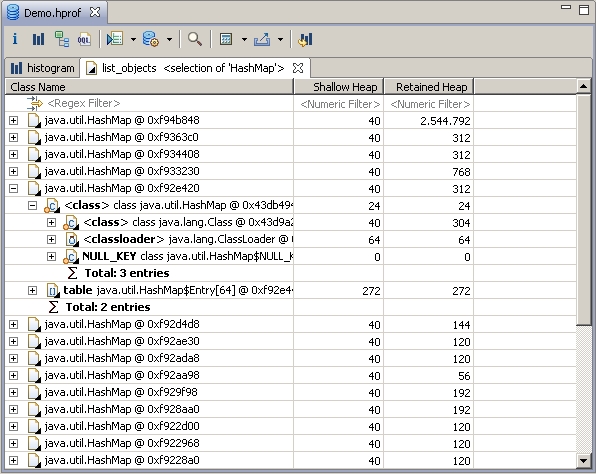 Demo.hprof
histogram list_objects <selection of 'HashMap'>
Class Name Shallow Heap Retained Heap
<Regex Filter> <Numeric Filter> <Numeric Filter>
java.util.HashMap @ 0xf94b848 40 2.544.792
java.util.HashMap @ 0xf9363c0 40 312
java.util.HashMap @ 0xf934408 40 312
java.util.HashMap @ 0xf933230 40 768
java.util.HashMap @ 0xf92e420 40 312
<class> class java.util.HashMap @ 0x43db494 24 24
<class> class java.lang.Class @ 0x43d9a2 40 304
<classloader> java.lang.ClassLoader @ 64 64
NULL_KEY class java.util.HashMap$NULL_K 0 0
Σ Total: 3 entries
table java.util.HashMap$Entry[64] @ 0xf92e4 272 272
Σ Total: 2 entries
java.util.HashMap @ 0xf92d4d8 40 144
java.util.HashMap @ 0xf92ae30 40 120
java.util.HashMap @ 0xf92ada8 40 120
java.util.HashMap @ 0xf92aa98 40 56
java.util.HashMap @ 0xf929f98 40 192
java.util.HashMap @ 0xf928aa0 40 192
java.util.HashMap @ 0xf922d00 40 120
java.util.HashMap @ 0xf922968 40 120
java.util.HashMap @ 0xf9228a0 40 120